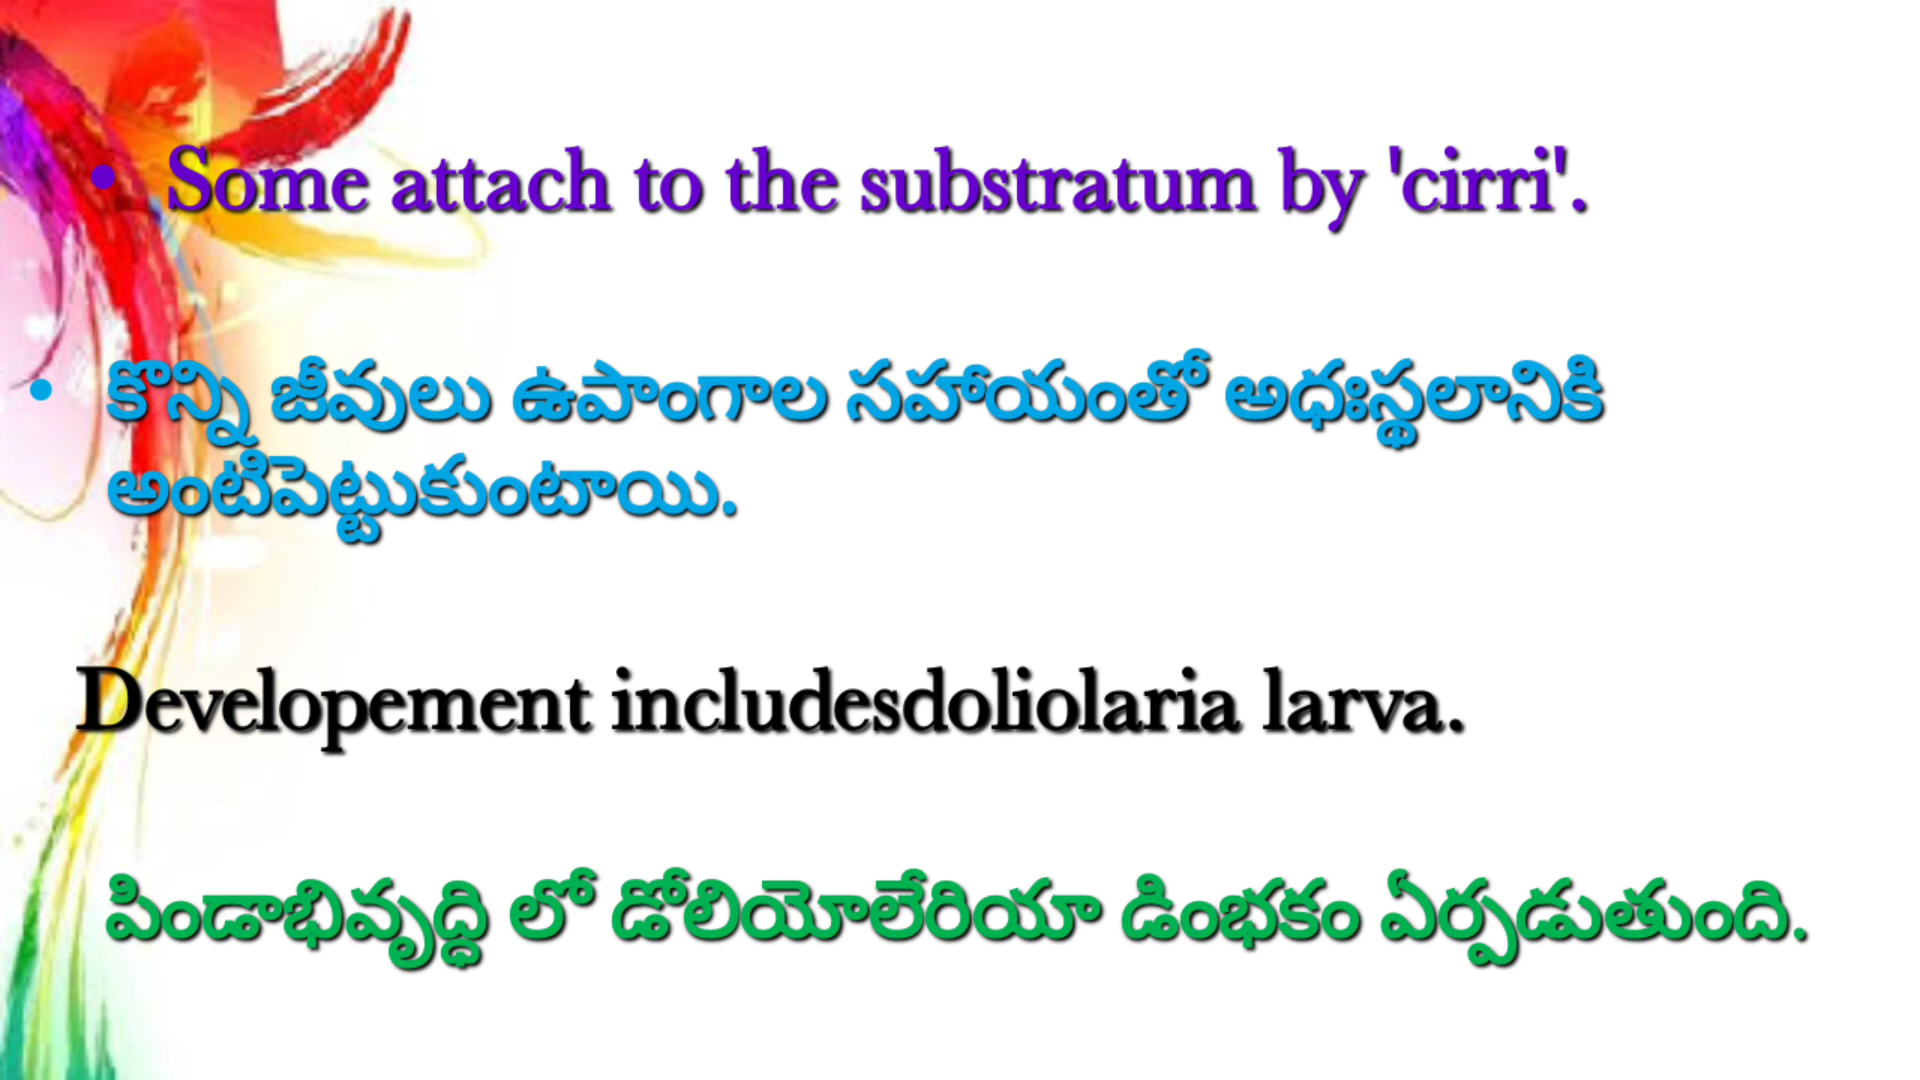 • Some attach to the substratum by 'cirri'.
• కొన్ని జీవులు ఉపాంగాల సహాయంతో అధఃస్థలానికి
అంటిపెట్టుకుంటాయి.
Developement includesdoliolaria larva.
పిండాభివృద్ధి లో డోలియోలేరియా డింభకం ఏర్పడుతుంది.